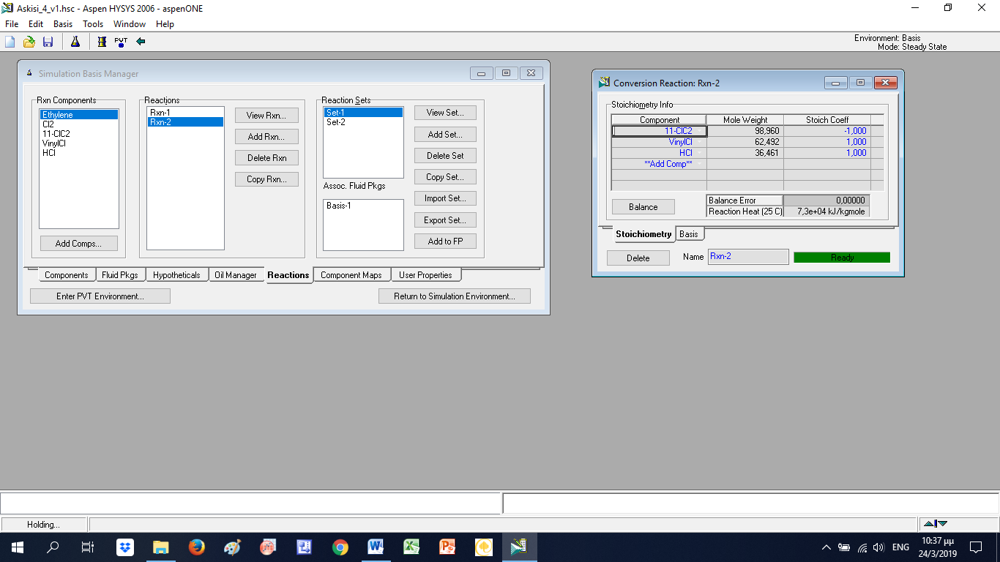 Askisi_4_v1.hsc - Aspen HYSYS 2006 - aspenONE
File Edit Basis Tools Window Help
PVT
Environment: Basis
Mode: Steady State
Simulation Basis Manager
Rxn Components
Ethylene
Cl2
11-ClC2
VinylCl
HCl
Add Comps...
Reactions
Rxn-1
Rxn-2
View Rxn...
Add Rxn...
Delete Rxn
Copy Rxn...
Reaction Sets
Set-1
Set-2
Assoc. Fluid Pkgs
Basis-1
View Set...
Add Set...
Delete Set
Copy Set...
Import Set...
Export Set...
Add to FP
Components Fluid Pkgs Hypotheticals Oil Manager Reactions Component Maps User Properties
Enter PVT Environment... Return to Simulation Environment...
Conversion Reaction: Rxn-2
Stoichiometry Info
Component Mole Weight Stoich Coeff
11-ClC2 98,960 -1,000
VinylCl 62,492 1,000
HCl 36,461 1,000
**Add Comp**
Balance
Balance Error 0,00000
Reaction Heat (25 C) 7,3e+04 kJ/kgmole
Stoichiometry Basis
Delete Name Rxn-2 Ready
Holding...
ENG
10:37 μμ
24/3/2019